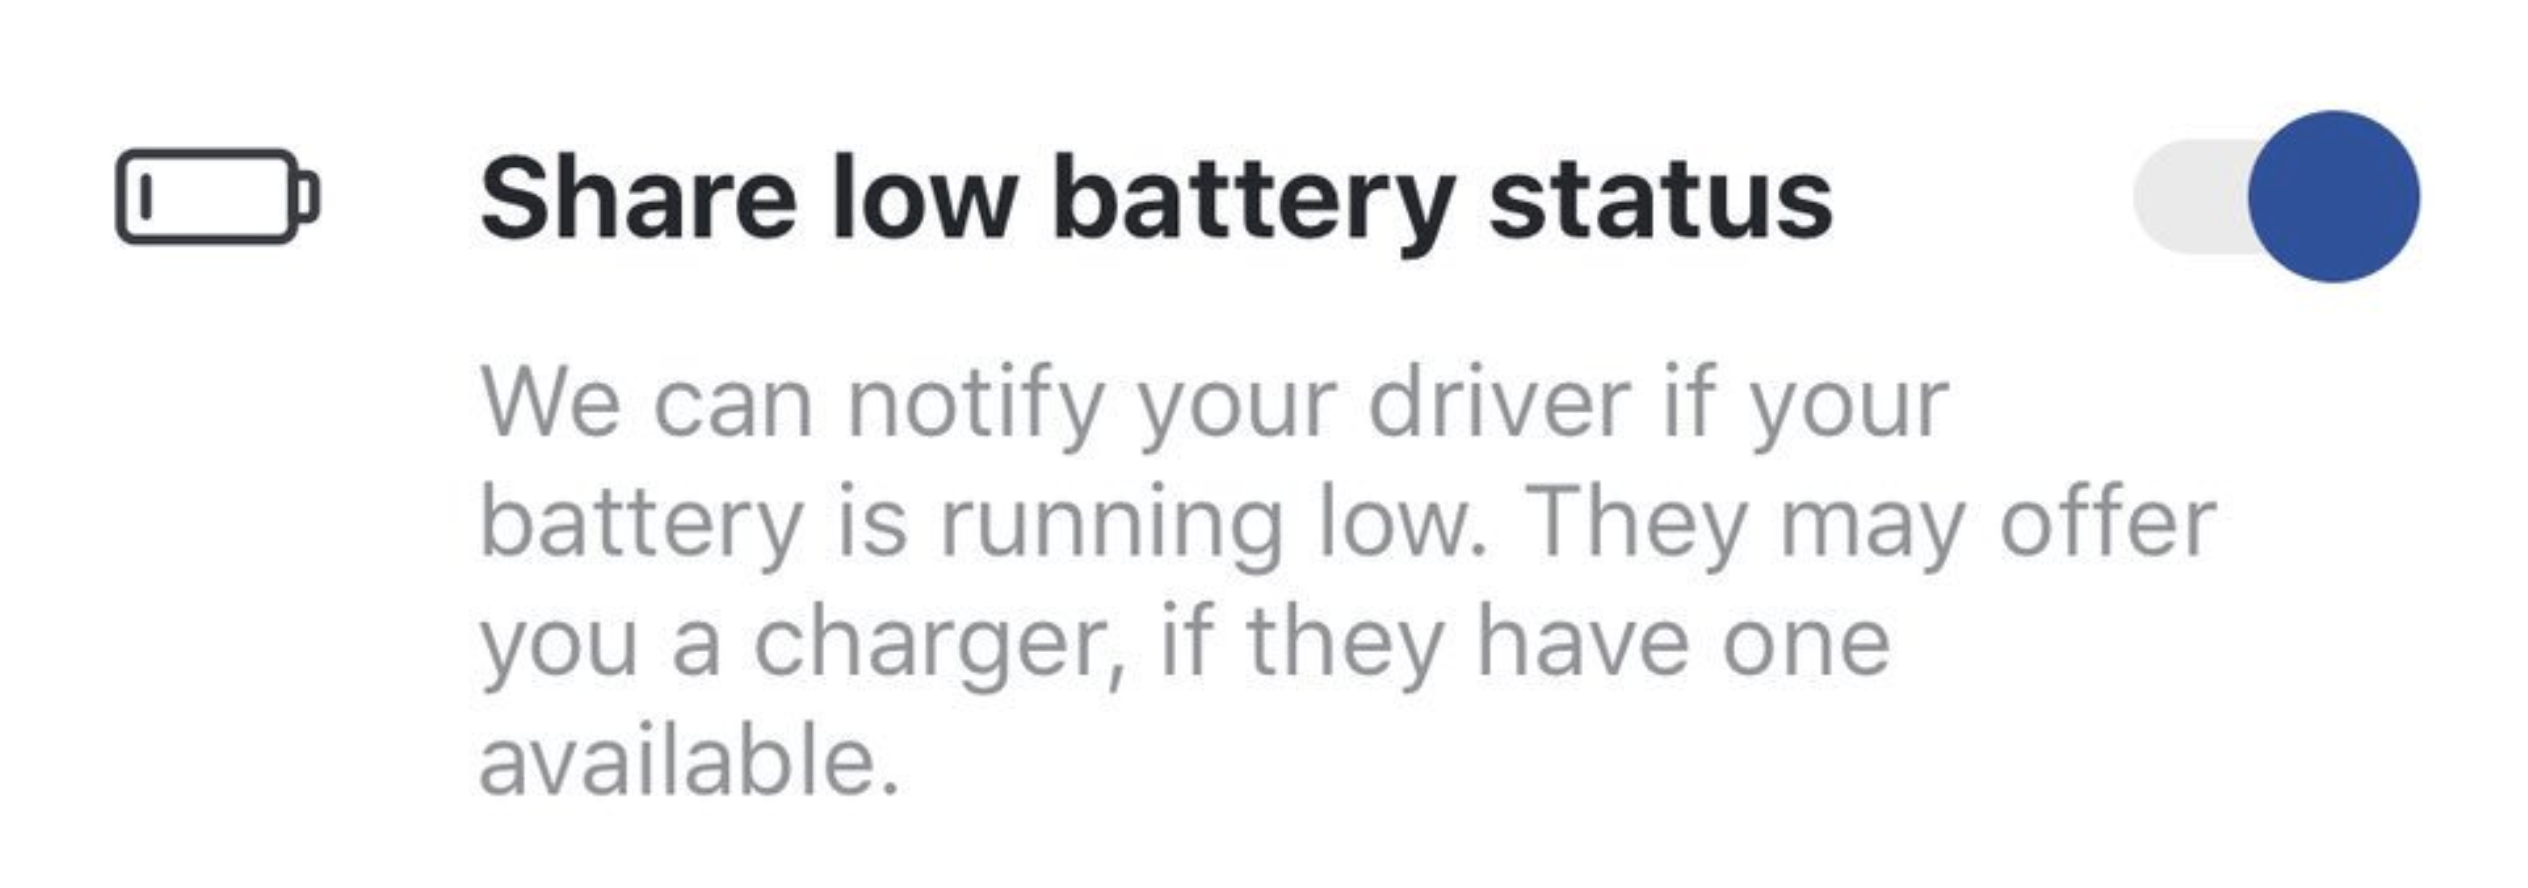 Share low battery status
We can notify your driver if your
battery is running low. They may offer
you a charger, if they have one
available.